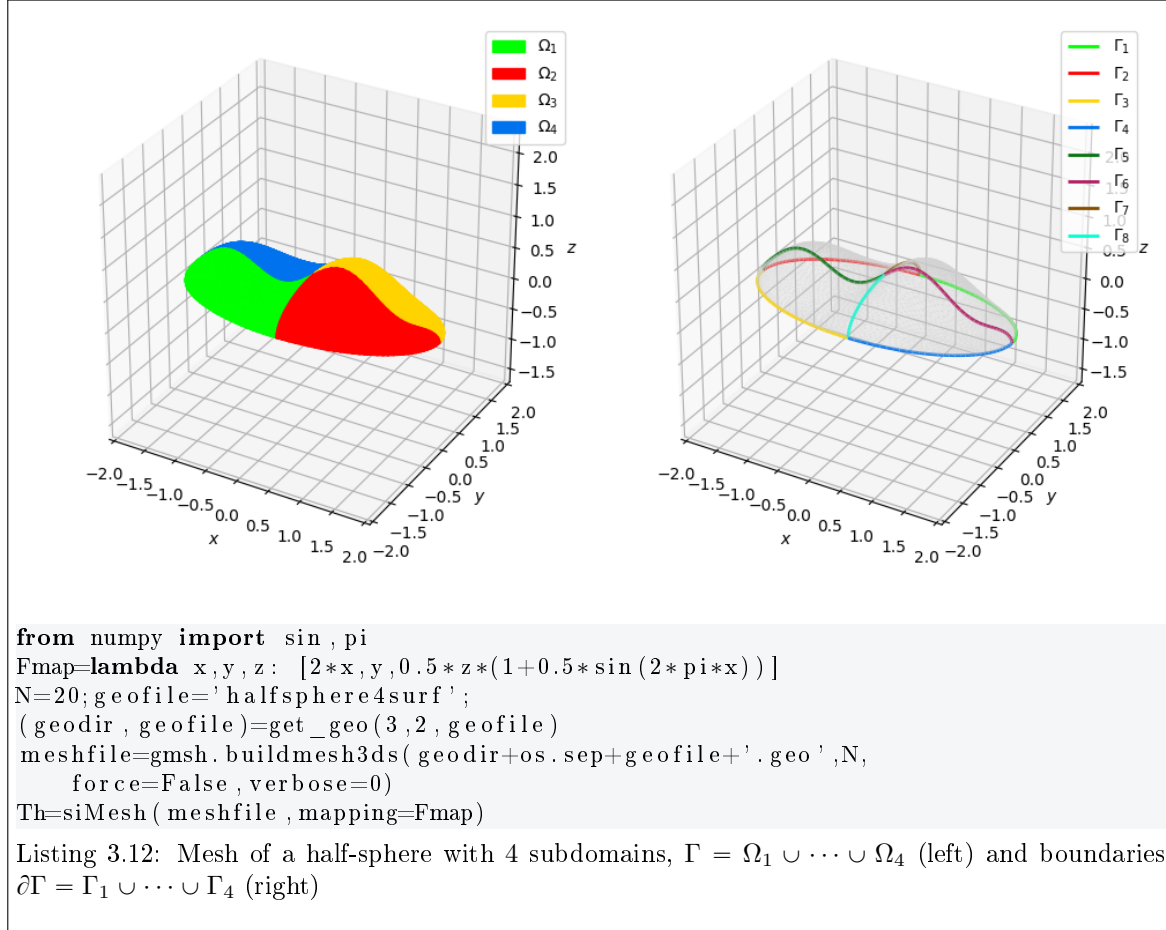 Ω1
Ω2
Ω3
Ω4
2.0
1.5
1.0
0.5
0.0
−0.5
−1.0
−1.5
z
−2.0
−1.5
−1.0
−0.5
0.0
0.5
1.0
1.5
2.0
x
−2.0
−1.5
−1.0
−0.5
0.0
0.5
1.0
1.5
2.0
y
Γ1
Γ2
Γ3
Γ4
Γ5
Γ6
Γ7
Γ8
2.0
1.5
1.0
0.5
0.0
−0.5
−1.0
−1.5
z
−2.0
−1.5
−1.0
−0.5
0.0
0.5
1.0
1.5
2.0
x
−2.0
−1.5
−1.0
−0.5
0.0
0.5
1.0
1.5
2.0
y
from numpy import sin, pi
Fmap=lambda x,y,z: [2*x,y,0.5*z*(1+0.5*sin(2*pi*x))]
N=20;geofile='halfsphere4surf';
(geodir, geofile)=get_geo(3,2,geofile)
meshfile=gmsh.buildmesh3ds(geodir+os.sep+geofile+'.geo',N,
force=False,verbose=0)
Th=siMesh(meshfile,mapping=Fmap)
Listing 3.12: Mesh of a half-sphere with 4 subdomains, Γ = Ω1 ∪ ⋯ ∪ Ω4 (left) and boundaries
∂Γ = Γ1 ∪ ⋯ ∪ Γ4 (right)